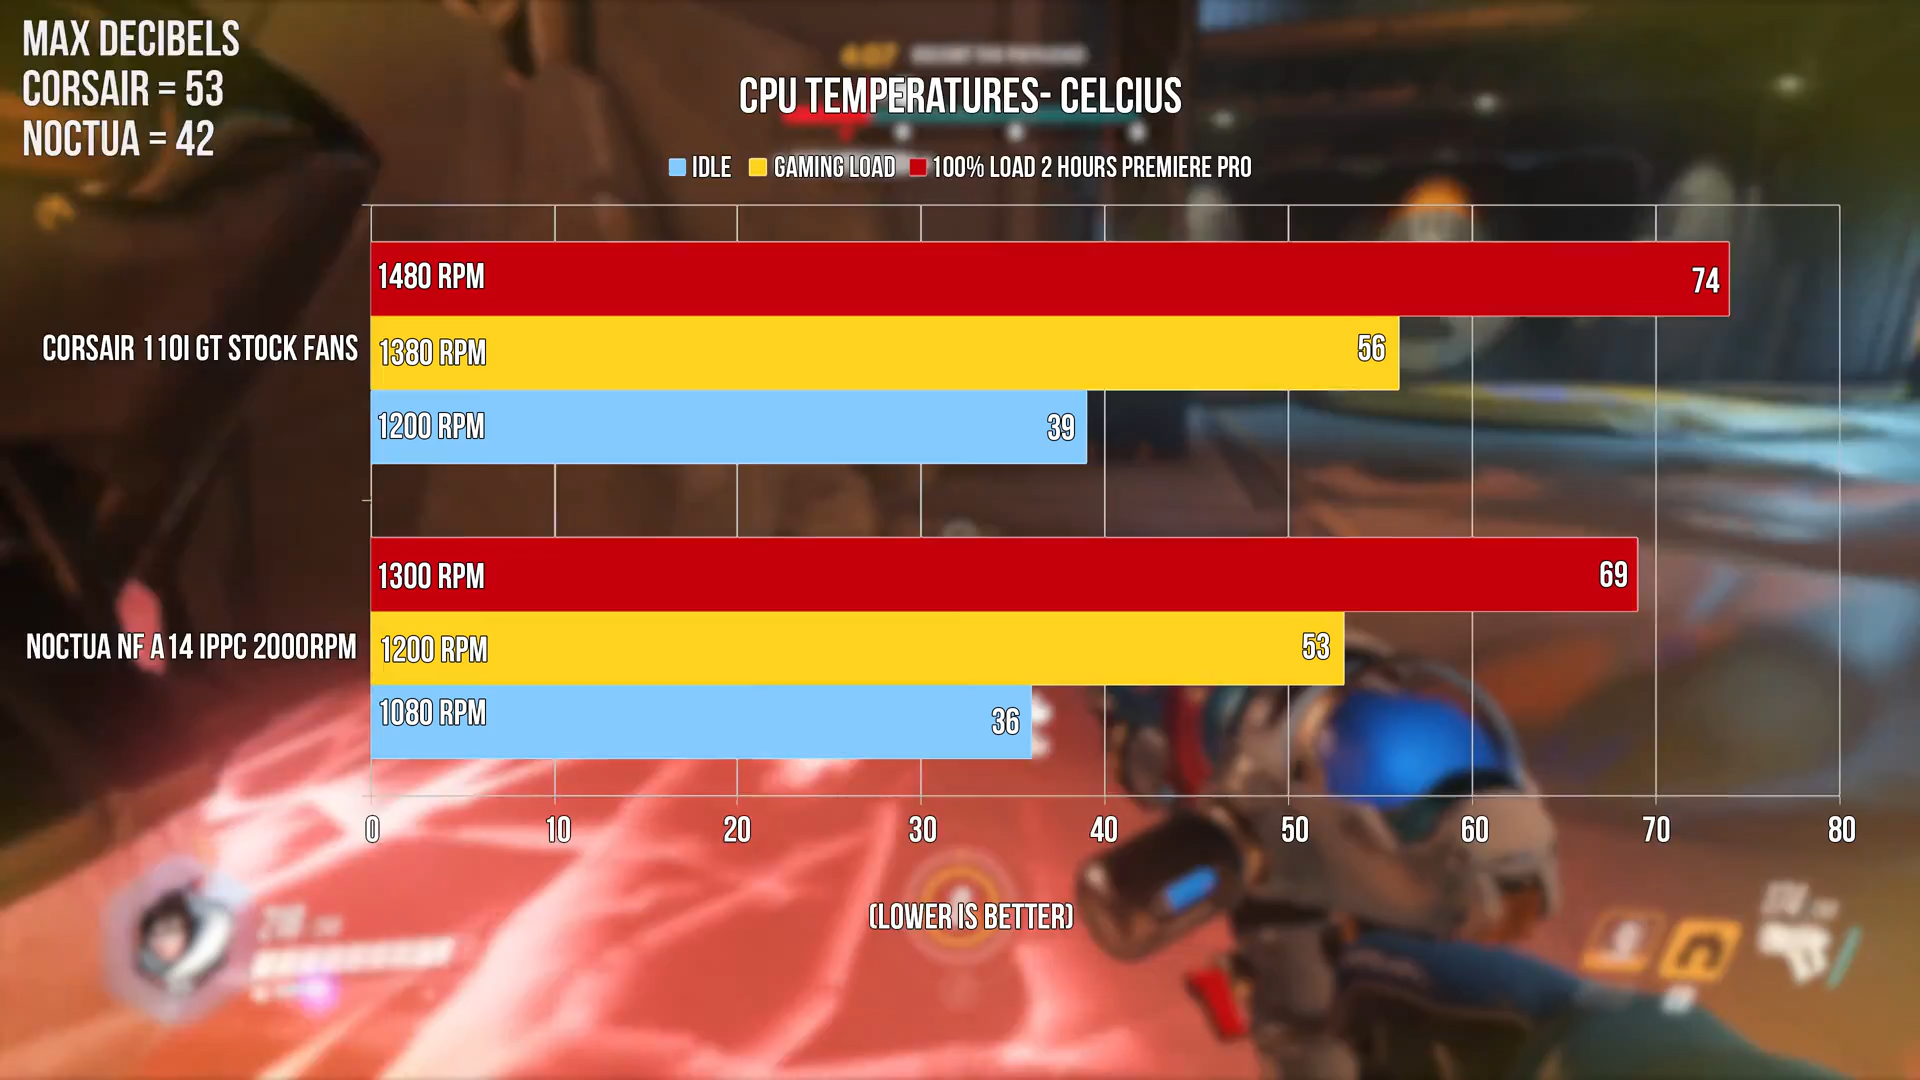 MAX DECIBELS
CORSAIR = 53
NOCTUA = 42
CPU TEMPERATURES- CELCIUS
IDLE GAMING LOAD 100% LOAD 2 HOURS PREMIERE PRO
1480 RPM 74
CORSAIR 110I GT STOCK FANS 1380 RPM 56
1200 RPM 39
1300 RPM 69
NOCTUA NF A14 IPPC 2000RPM 1200 RPM 53
1080 RPM 36
0 10 20 30 40 50 60 70 80
(LOWER IS BETTER)